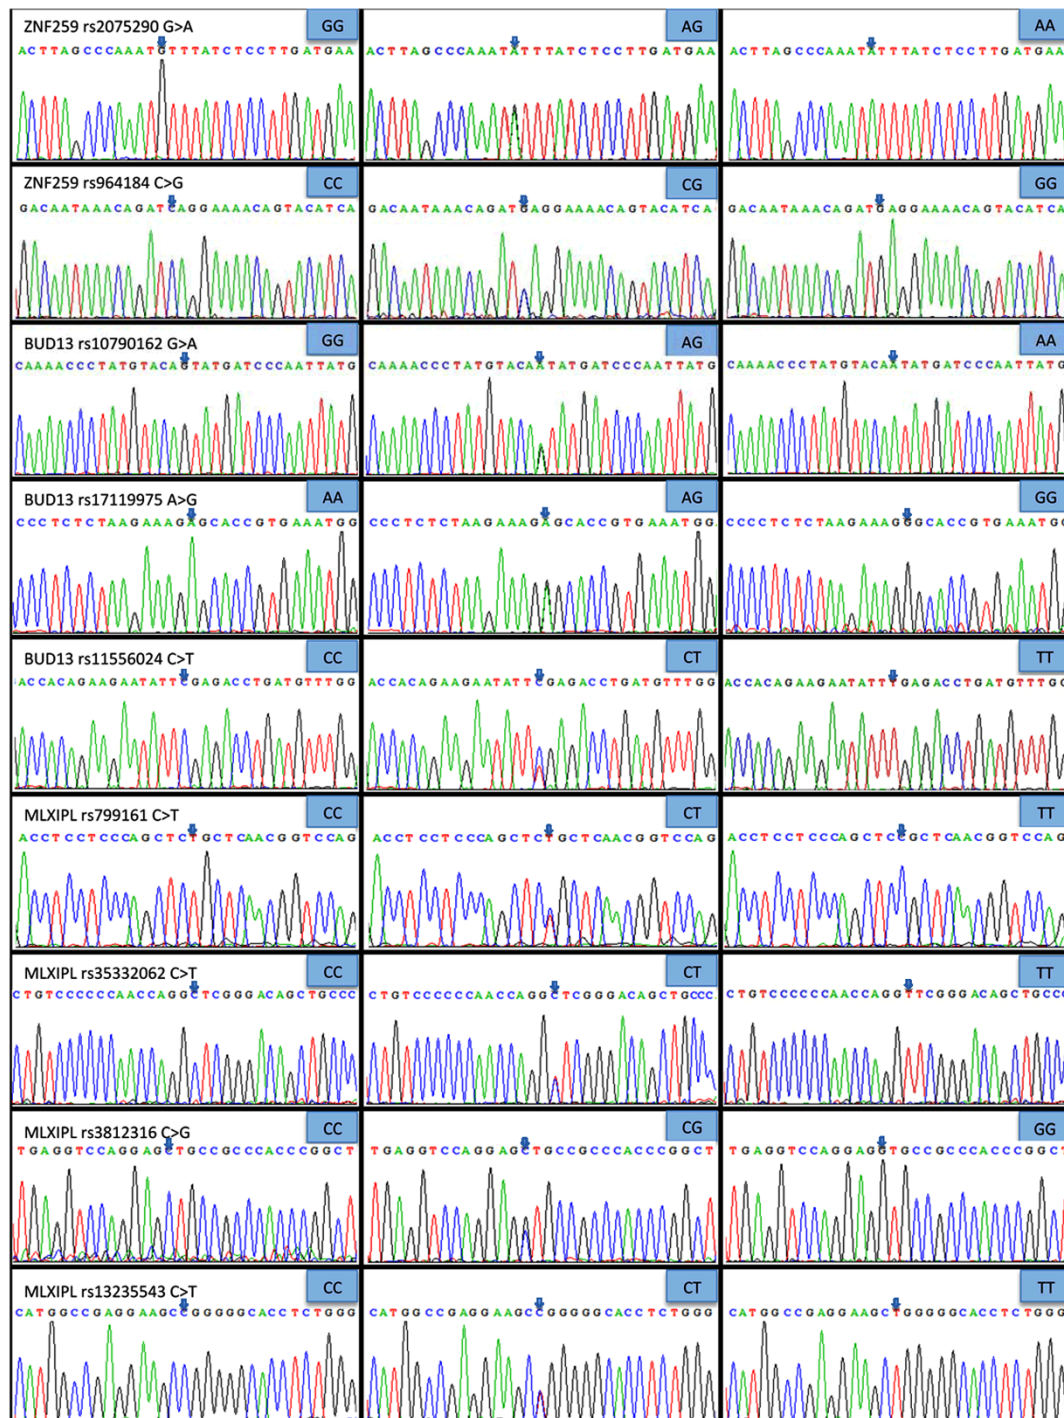 ZNF259 rs2075290 G>A GG AG AA
ACTTAGCCCAAATGTTTATCTCCTTGATGAA ACTTAGCCCAAATATTTATCTCCTTGATGAA ACTTAGCCCAAATATTTATCTCCTTGATGAA
ZNF259 rs964184 C>G CC CG GG
GACAATAAACAGATCAGGAAAACAGTACATCA GACAATAAACAGATGAGGAAAACAGTACATCA GACAATAAACAGATGAGGAAAACAGTACATCA
BUD13 rs10790162 G>A GG AG AA
CAAAACCCTATGTACAGTATGATCCCAATTATG CAAAACCCTATGTACAATATGATCCCAATTATG CAAAACCCTATGTACAATATGATCCCAATTATG
BUD13 rs17119975 A>G AA AG GG
CCCTCTCTAAGAAAGAGCACCGTGAAATGG CCCTCTCTAAGAAAGAGCACCGTGAAATGG CCCCTCTCTAAGAAAGGGCACCGTGAAATGG
BUD13 rs11556024 C>T CC CT TT
ACCACAGAAGAATATTCGAGACCTGATGTTTGG ACCACAGAAGAATATTCGAGACCTGATGTTTGG ACCACAGAAGAATATTTGAGACCTGATGTTTGG
MLXIPL rs799161 C>T CC CT TT
ACCTCCTCCCAGCTCTGCTCAACGGTCCAG ACCTCCTCCCAGCTCTGCTCAACGGTCCAG ACCTCCTCCCAGCTCCGCTCAACGGTCCAG
MLXIPL rs35332062 C>T CC CT TT
CTGTCCCCCCAACCAGGCTCGGGACAGCTGCCC CTGTCCCCCCAACCAGGCTCGGGACAGCTGCCC CTGTCCCCCCAACCAGGTTCGGGACAGCTGCCC
MLXIPL rs3812316 C>G CC CG GG
TGAGGTCCAGGAGCTGCCGCCCACCCGGCT TGAGGTCCAGGAGCTGCCGCCCACCCGGCT TGAGGTCCAGGAGGTGCCGCCCACCCGGCT
MLXIPL rs13235543 C>T CC CT TT
CATGGCCGAGGAAGCCGGGGGCACCTCTGGG CATGGCCGAGGAAGCCGGGGGCACCTCTGGG CATGGCCGAGGAAGCTGGGGGCACCTCTGGG